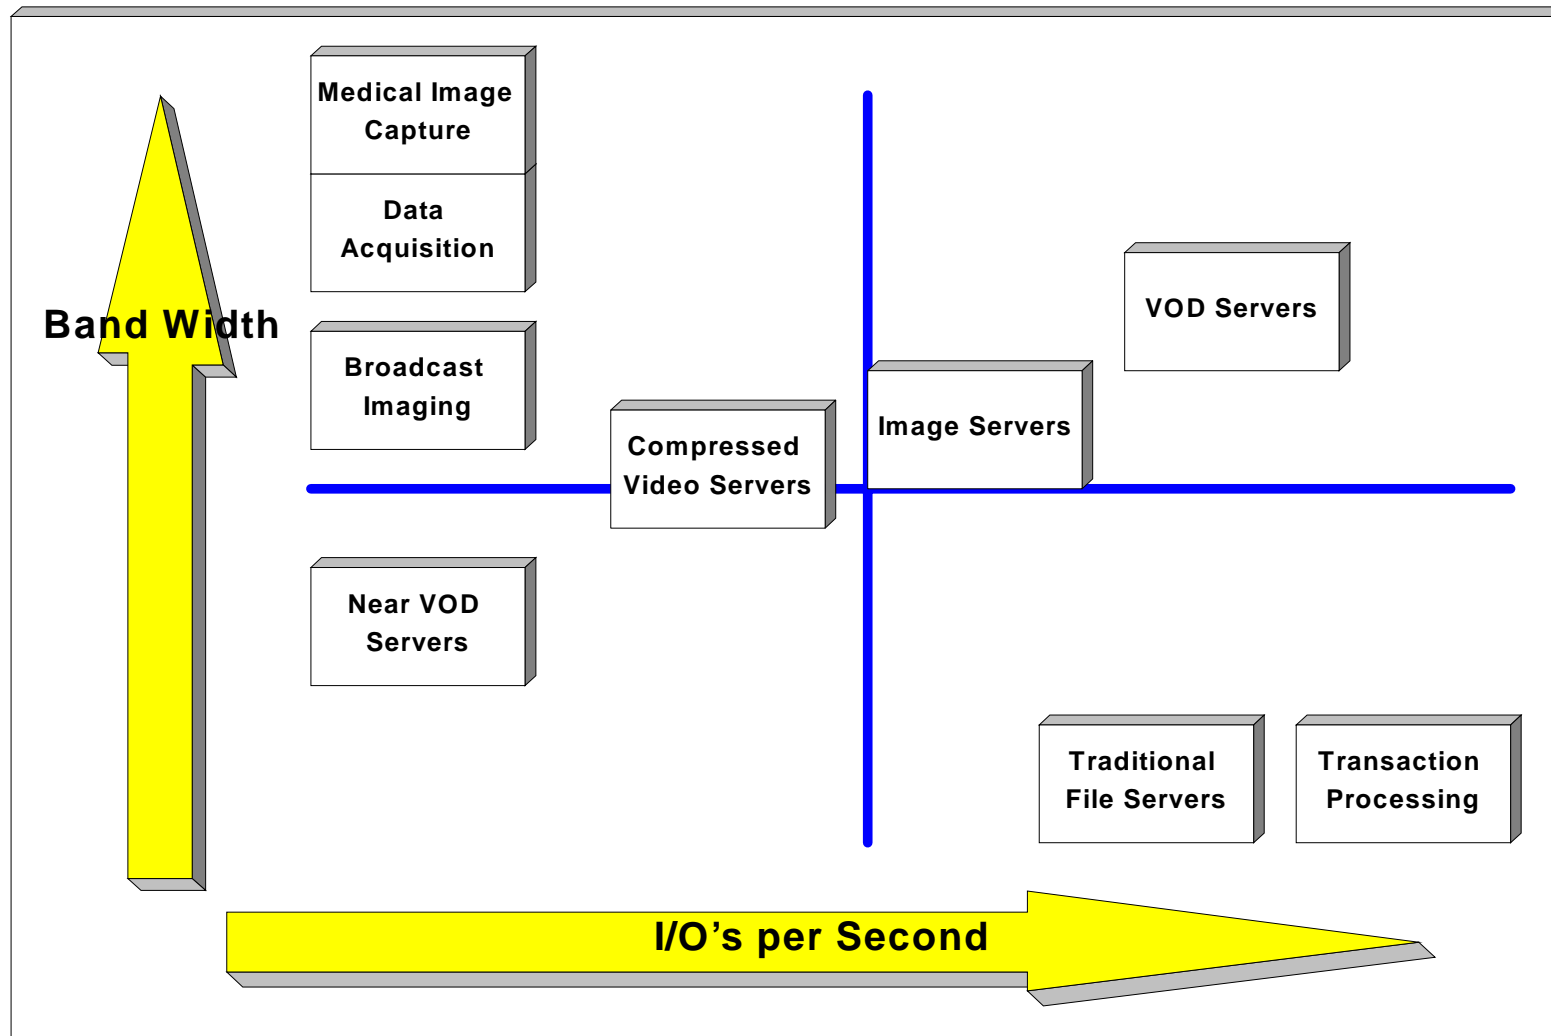 Medical Image
Capture
Data
Acquisition
VOD Servers
Band Width
Broadcast
Imaging
Image Servers
Compressed
Video Servers
Near VOD
Servers
Traditional
File Servers
Transaction
Processing
I/O’s per Second